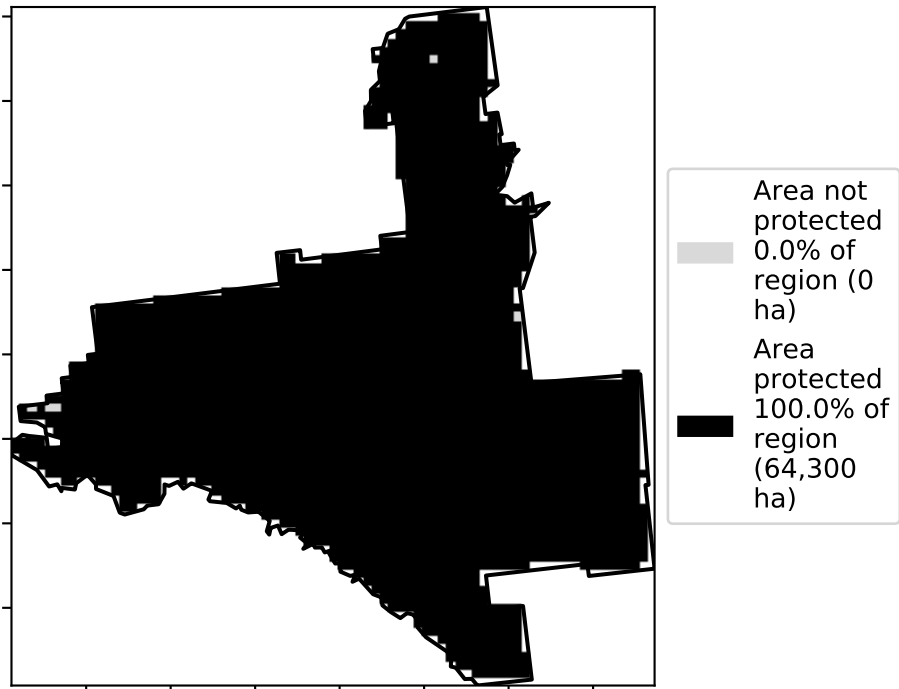 Area not
protected
0.0% of
region (0
ha)
Area
protected
100.0% of
region
(64,300
ha)